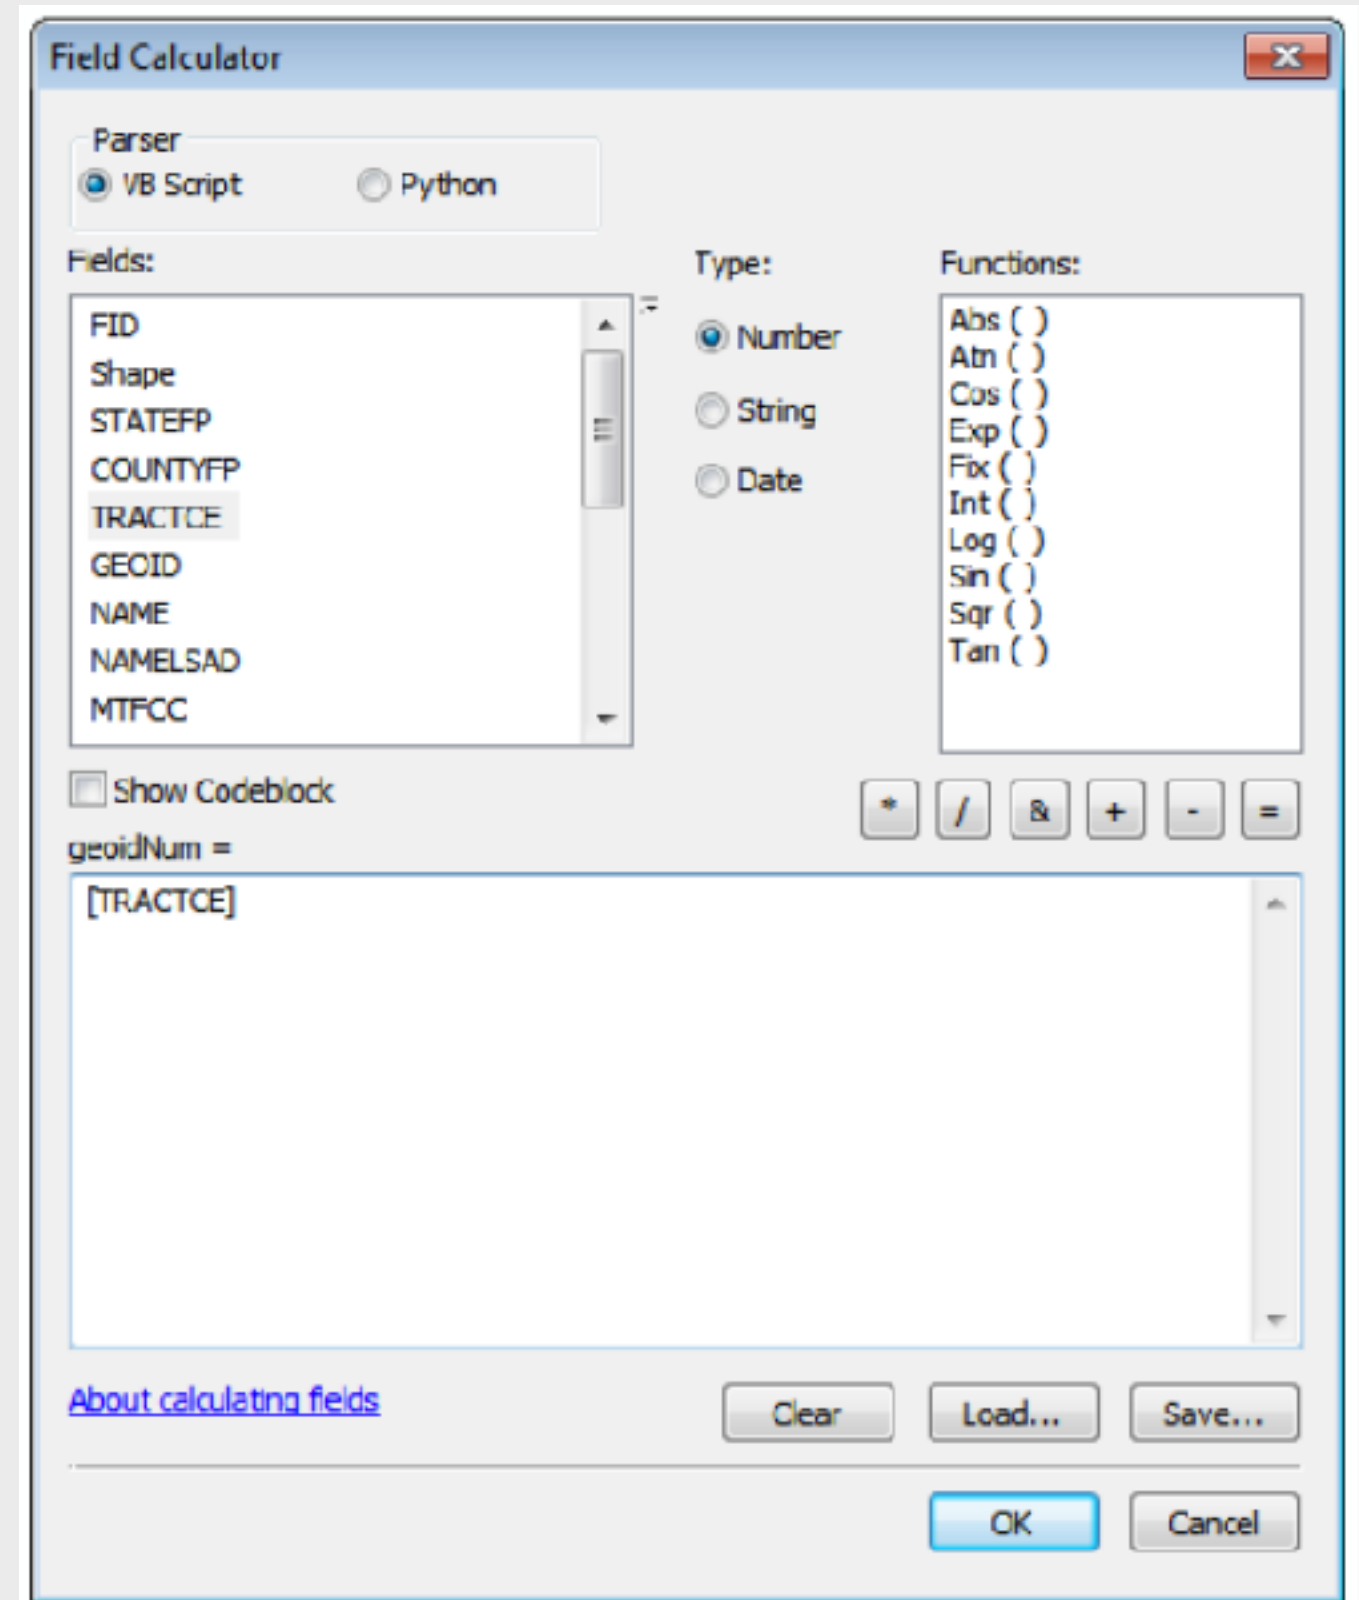 Field Calculator
Parser
VB Script
Python
Fields:
Type:
Functions:
FID
Shape
STATEFP
COUNTYFP
TRACTCE
GEOID
NAME
NAMELSAD
MTFCC
Number
String
Date
Abs ( )
Atn ( )
Cos ( )
Exp ( )
Fix ( )
Int ( )
Log ( )
Sin ( )
Sqr ( )
Tan ( )
Show Codeblock
* / & + - =
geoidNum =
[TRACTCE]
About calculating fields
Clear
Load...
Save...
OK
Cancel